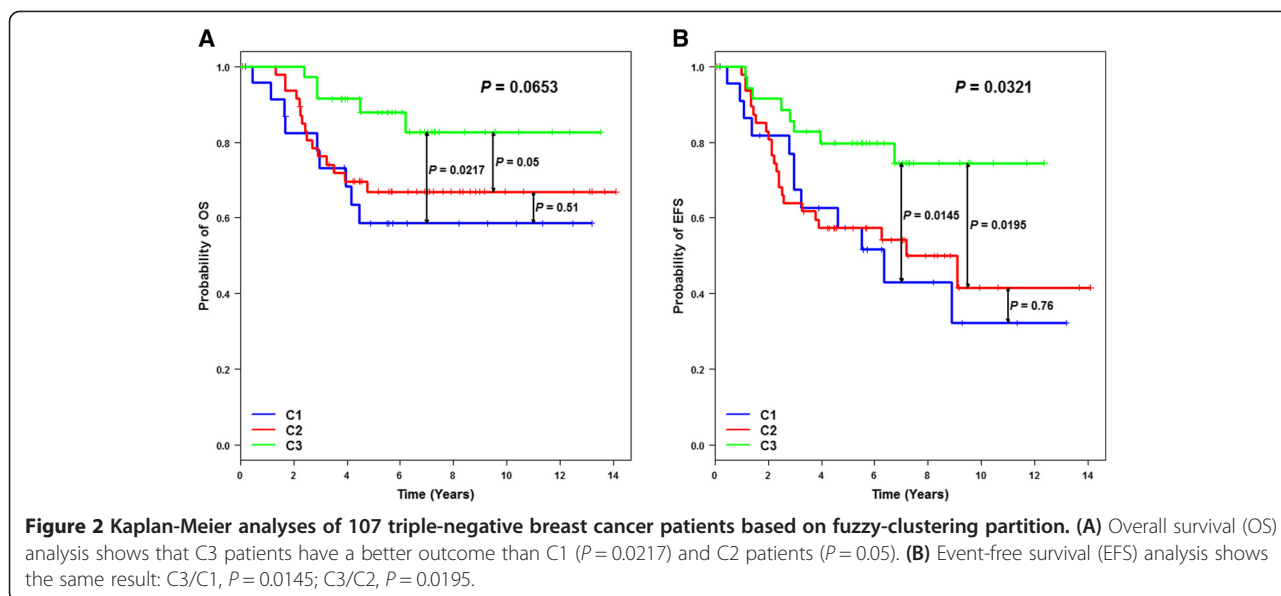 A
P = 0.0653
1.0
0.8
0.6
0.4
0.2
0.0
Probability of OS
P = 0.0217
P = 0.05
P = 0.51
C1
C2
C3
0 2 4 6 8 10 12 14
Time (Years)
B
P = 0.0321
1.0
0.8
0.6
0.4
0.2
0.0
Probability of EFS
P = 0.0145
P = 0.0195
P = 0.76
C1
C2
C3
0 2 4 6 8 10 12 14
Time (Years)
Figure 2 Kaplan-Meier analyses of 107 triple-negative breast cancer patients based on fuzzy-clustering partition. (A) Overall survival (OS)
analysis shows that C3 patients have a better outcome than C1 (P = 0.0217) and C2 patients (P = 0.05). (B) Event-free survival (EFS) analysis shows
the same result: C3/C1, P = 0.0145; C3/C2, P = 0.0195.